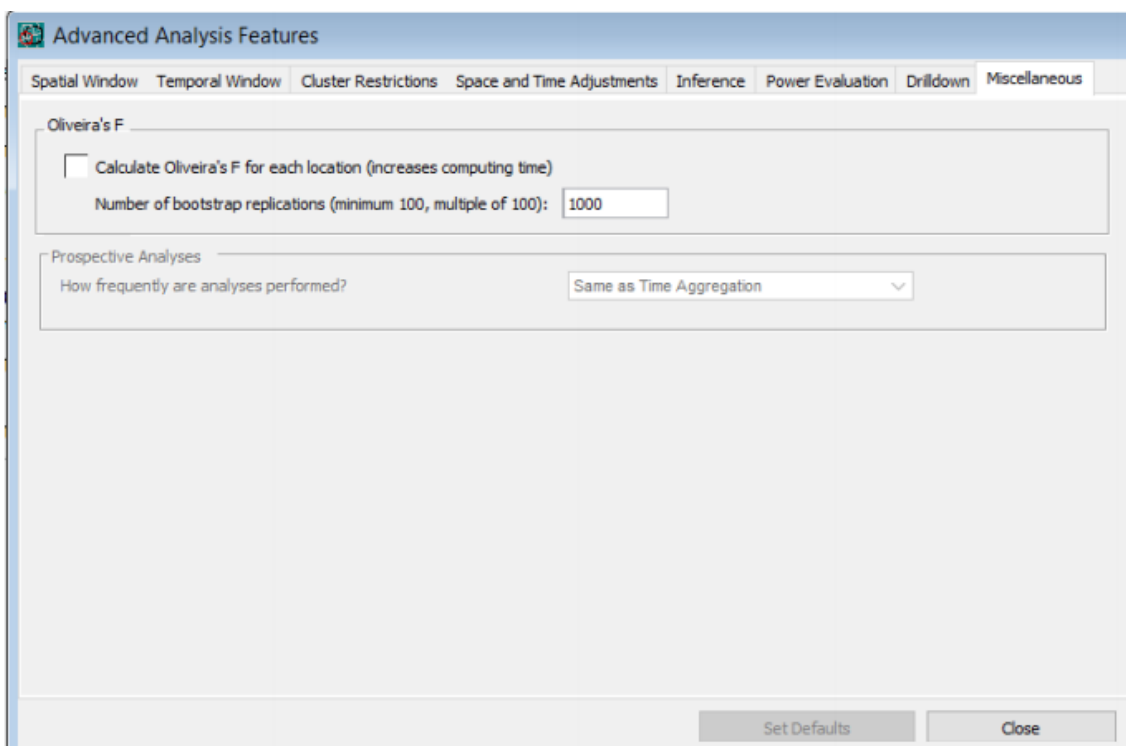 Advanced Analysis Features
Spatial Window Temporal Window Cluster Restrictions Space and Time Adjustments Inference Power Evaluation Drilldown Miscellaneous
Oliveira's F
Calculate Oliveira's F for each location (increases computing time)
Number of bootstrap replications (minimum 100, multiple of 100): 1000
Prospective Analyses
How frequently are analyses performed? Same as Time Aggregation
Set Defaults Close